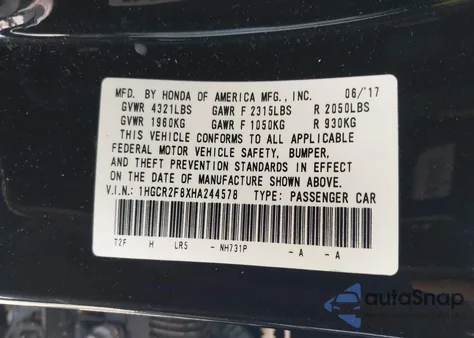 MFD. BY HONDA OF AMERICA MFG., INC. 06/17
GVWR 4321LBS GAWR F 2315LBS R 2050LBS
GVWR 1960KG GAWR F 1050KG R 930KG
THIS VEHICLE CONFORMS TO ALL APPLICABLE
FEDERAL MOTOR VEHICLE SAFETY, BUMPER,
AND THEFT PREVENTION STANDARDS IN EFFECT
ON THE DATE OF MANUFACTURE SHOWN ABOVE.
V.I.N.: 1HGCR2F8XHA244578 TYPE: PASSENGER CAR
T2F H LR5 - NH731P - A - A
autoSnap